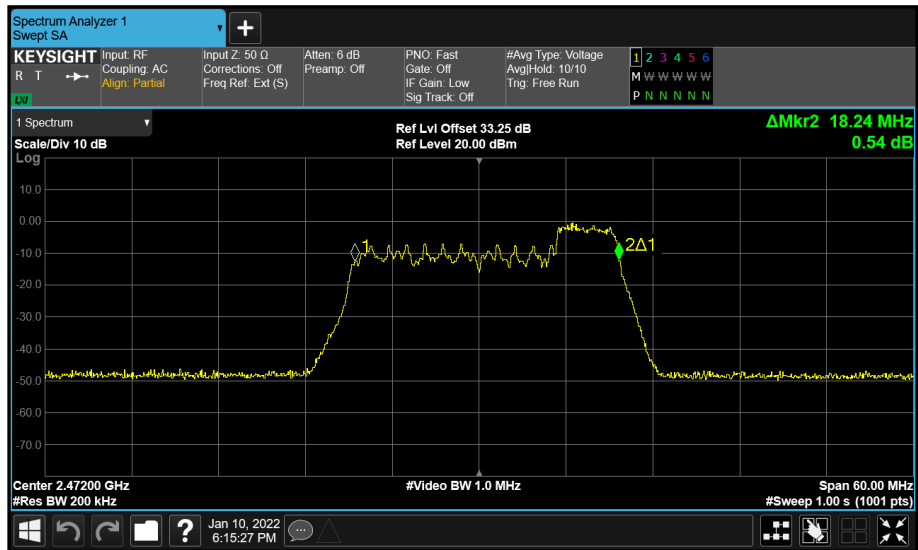 Spectrum Analyzer 1
Swept SA
+
KEYSIGHT
R T
LXI
Input: RF
Coupling: AC
Align: Partial
Input Z: 50 Ω
Corrections: Off
Freq Ref: Ext (S)
Atten: 6 dB
Preamp: Off
PNO: Fast
Gate: Off
IF Gain: Low
Sig Track: Off
#Avg Type: Voltage
Avg|Hold: 10/10
Trig: Free Run
1 2 3 4 5 6
M W W W W W
P N N N N N
1 Spectrum
Scale/Div 10 dB
Ref Lvl Offset 33.25 dB
Ref Level 20.00 dBm
ΔMkr2 18.24 MHz
0.54 dB
Log
10.0
0.00
-10.0
-20.0
-30.0
-40.0
-50.0
-60.0
-70.0
1
2Δ1
Center 2.47200 GHz
#Res BW 200 kHz
#Video BW 1.0 MHz
Span 60.00 MHz
#Sweep 1.00 s (1001 pts)
?
Jan 10, 2022
6:15:27 PM